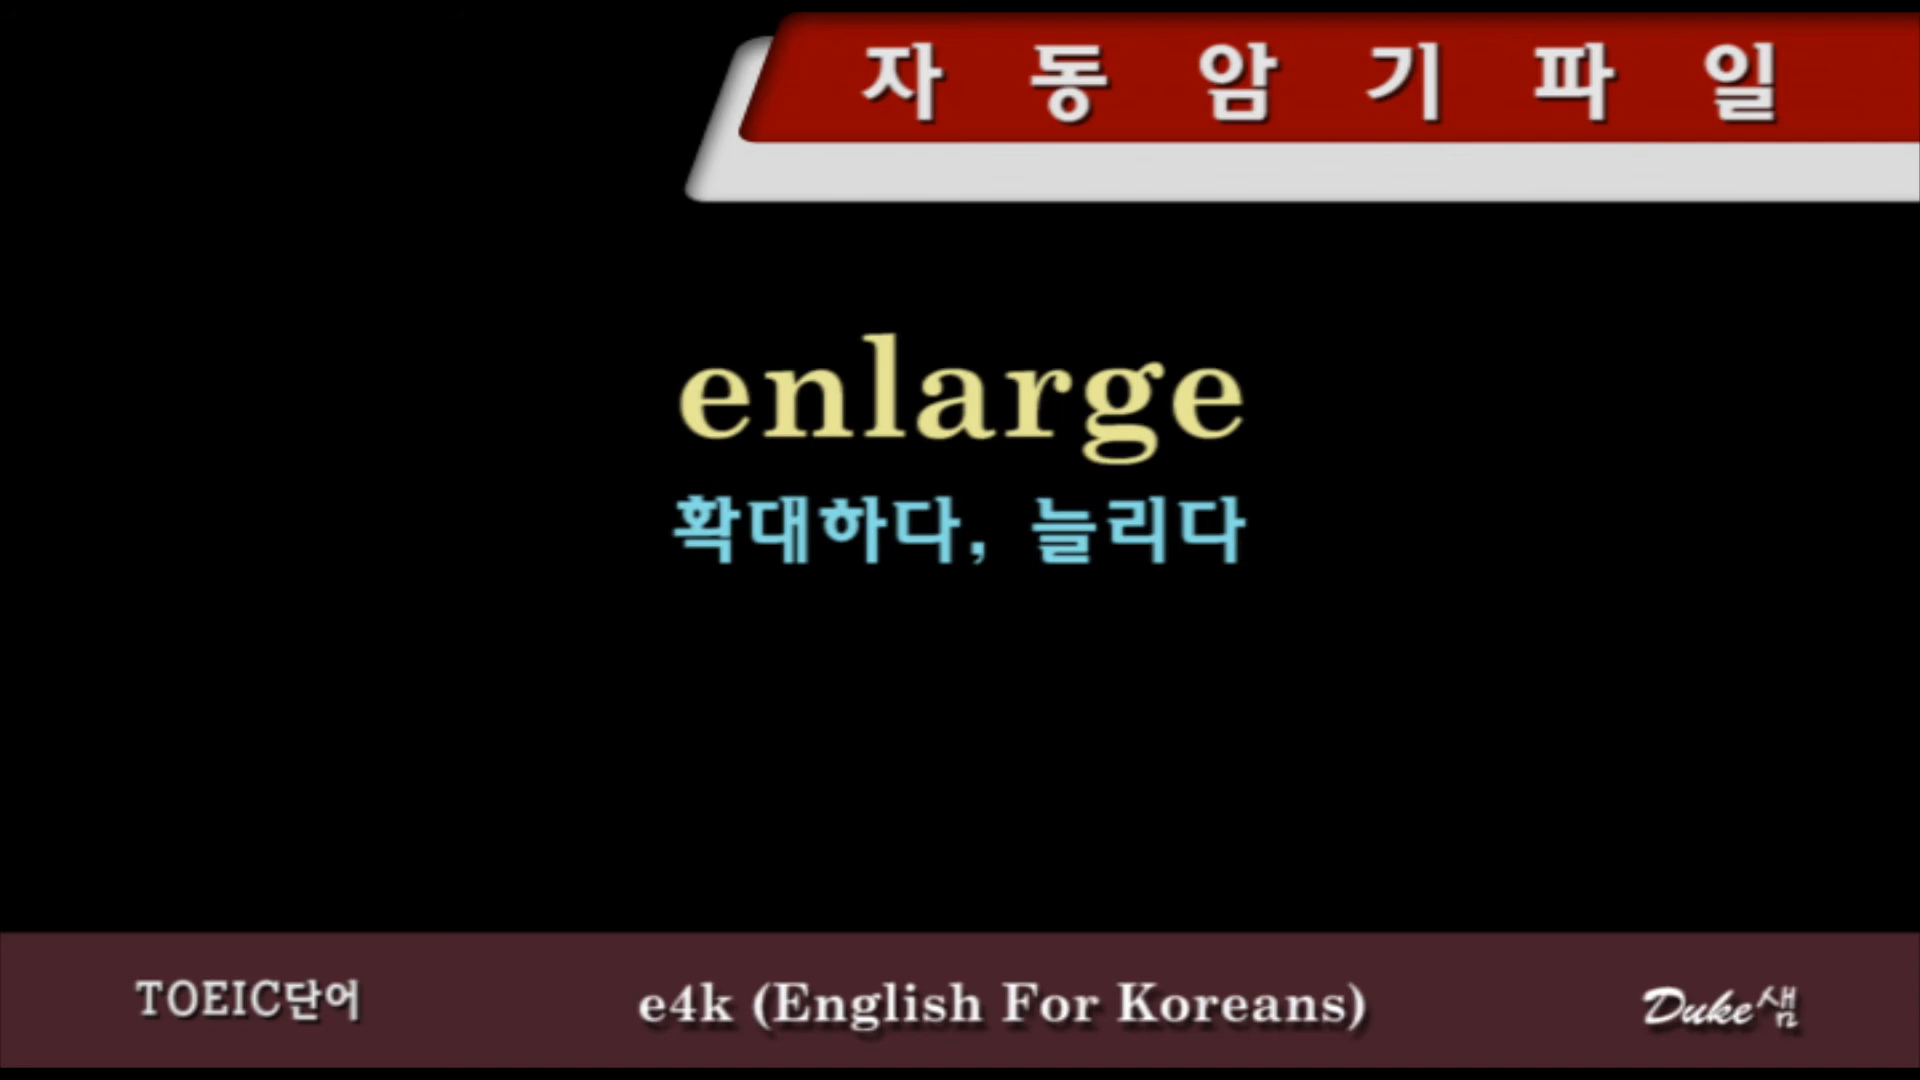 자 동 암 기 파 일
enlarge
확대하다, 늘리다
TOEIC단어
e4k (English For Koreans)
Duke샘